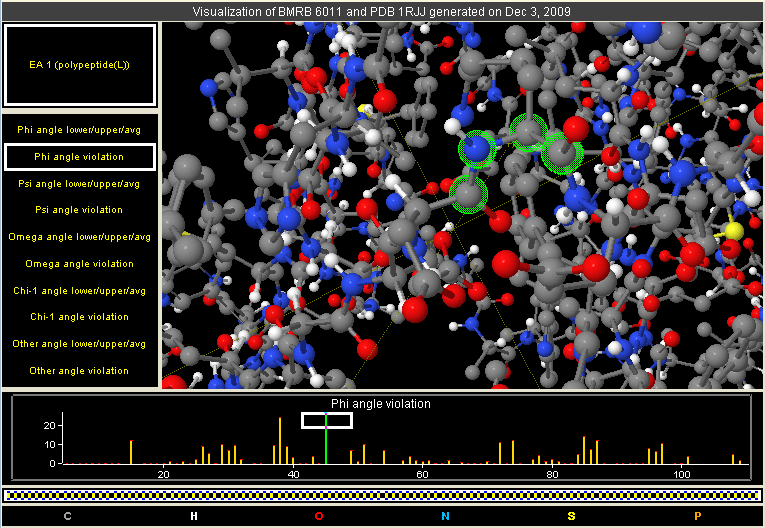 Visualization of BMRB 6011 and PDB 1RJJ generated on Dec 3, 2009
EA 1 (polypeptide(L))
Phi angle lower/upper/avg
Phi angle violation
Psi angle lower/upper/avg
Psi angle violation
Omega angle lower/upper/avg
Omega angle violation
Chi-1 angle lower/upper/avg
Chi-1 angle violation
Other angle lower/upper/avg
Other angle violation
Phi angle violation
20
10
0
20 40 60 80 100
C H O N S P